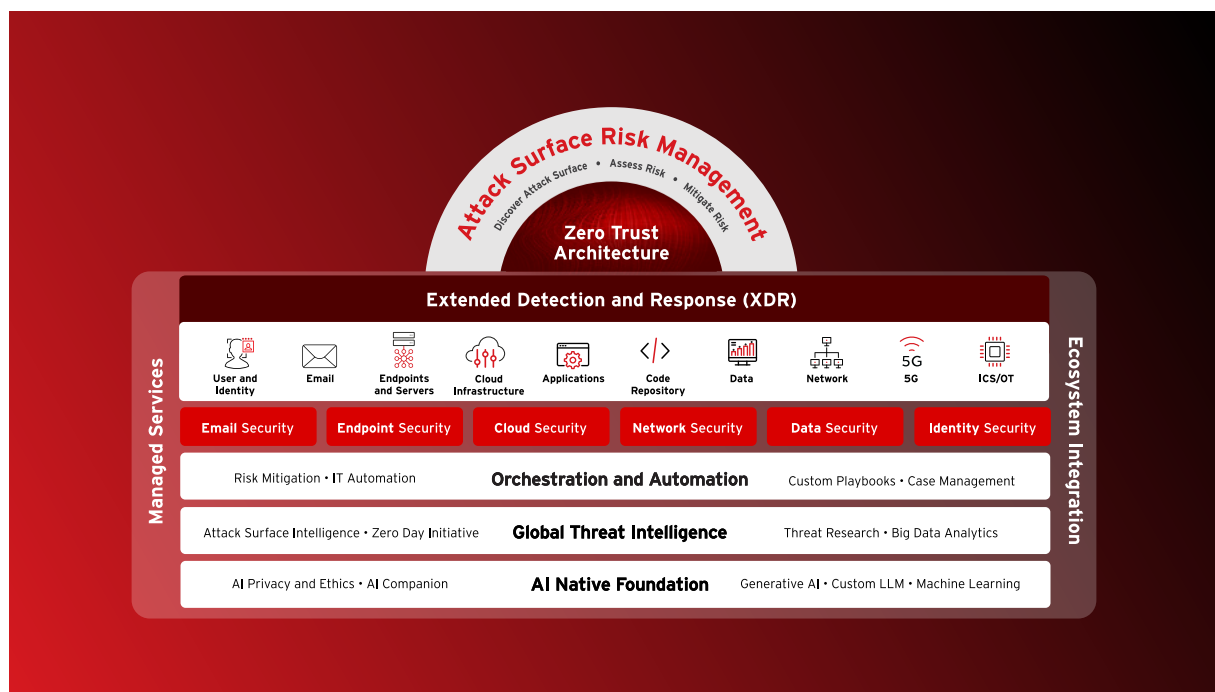 Attack Surface Risk Management
Discover Attack Surface • Assess Risk • Mitigate Risk
Zero Trust
Architecture
Managed Services
Extended Detection and Response (XDR)
User and
Identity
Email
Endpoints
and Servers
Cloud
Infrastructure
Applications
Code
Repository
Data
Network
5G
5G
ICS/OT
Email Security
Endpoint Security
Cloud Security
Network Security
Data Security
Identity Security
Risk Mitigation • IT Automation
Orchestration and Automation
Custom Playbooks • Case Management
Attack Surface Intelligence • Zero Day Initiative
Global Threat Intelligence
Threat Research • Big Data Analytics
AI Privacy and Ethics • AI Companion
AI Native Foundation
Generative AI • Custom LLM • Machine Learning
Ecosystem Integration